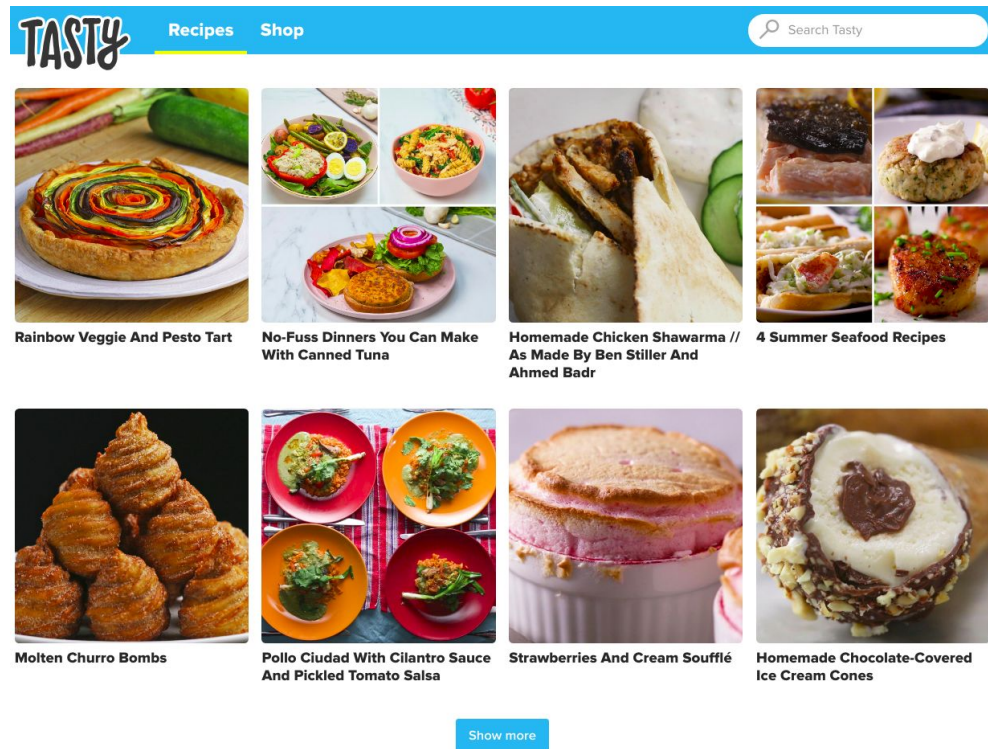 TASTY
Recipes
Shop
Search Tasty
Rainbow Veggie And Pesto Tart
No-Fuss Dinners You Can Make
With Canned Tuna
Homemade Chicken Shawarma //
As Made By Ben Stiller And
Ahmed Badr
4 Summer Seafood Recipes
Molten Churro Bombs
Pollo Ciudad With Cilantro Sauce
And Pickled Tomato Salsa
Strawberries And Cream Soufflé
Homemade Chocolate-Covered
Ice Cream Cones
Show more